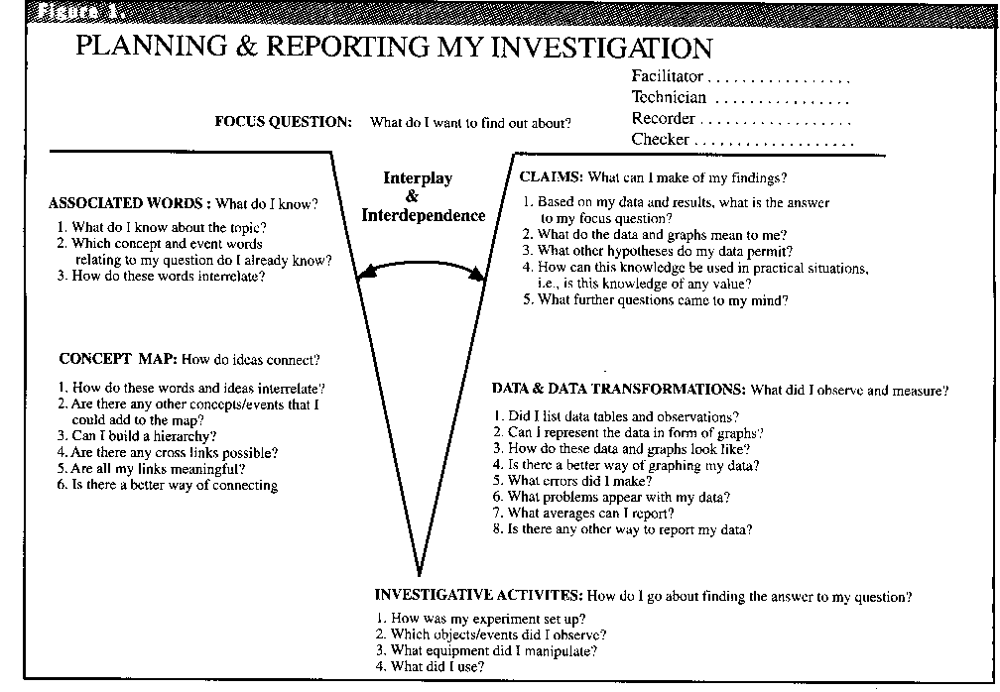 Figure 1.
PLANNING & REPORTING MY INVESTIGATION
Facilitator . . . . . . . . . . . . . . . . .
Technician . . . . . . . . . . . . . . . .
Recorder . . . . . . . . . . . . . . . . . .
Checker . . . . . . . . . . . . . . . . . . .
FOCUS QUESTION: What do I want to find out about?
Interplay
&
Interdependence
ASSOCIATED WORDS : What do I know?
1. What do I know about the topic?
2. Which concept and event words
relating to my question do I already know?
3. How do these words interrelate?
CONCEPT MAP: How do ideas connect?
1. How do these words and ideas interrelate?
2. Are there any other concepts/events that I
could add to the map?
3. Can I build a hierarchy?
4. Are there any cross links possible?
5. Are all my links meaningful?
6. Is there a better way of connecting
CLAIMS: What can I make of my findings?
1. Based on my data and results, what is the answer
to my focus question?
2. What do the data and graphs mean to me?
3. What other hypotheses do my data permit?
4. How can this knowledge be used in practical situations,
i.e., is this knowledge of any value?
5. What further questions came to my mind?
DATA & DATA TRANSFORMATIONS: What did I observe and measure?
1. Did I list data tables and observations?
2. Can I represent the data in form of graphs?
3. How do these data and graphs look like?
4. Is there a better way of graphing my data?
5. What errors did I make?
6. What problems appear with my data?
7. What averages can I report?
8. Is there any other way to report my data?
INVESTIGATIVE ACTIVITES: How do I go about finding the answer to my question?
1. How was my experiment set up?
2. Which objects/events did I observe?
3. What equipment did I manipulate?
4. What did I use?